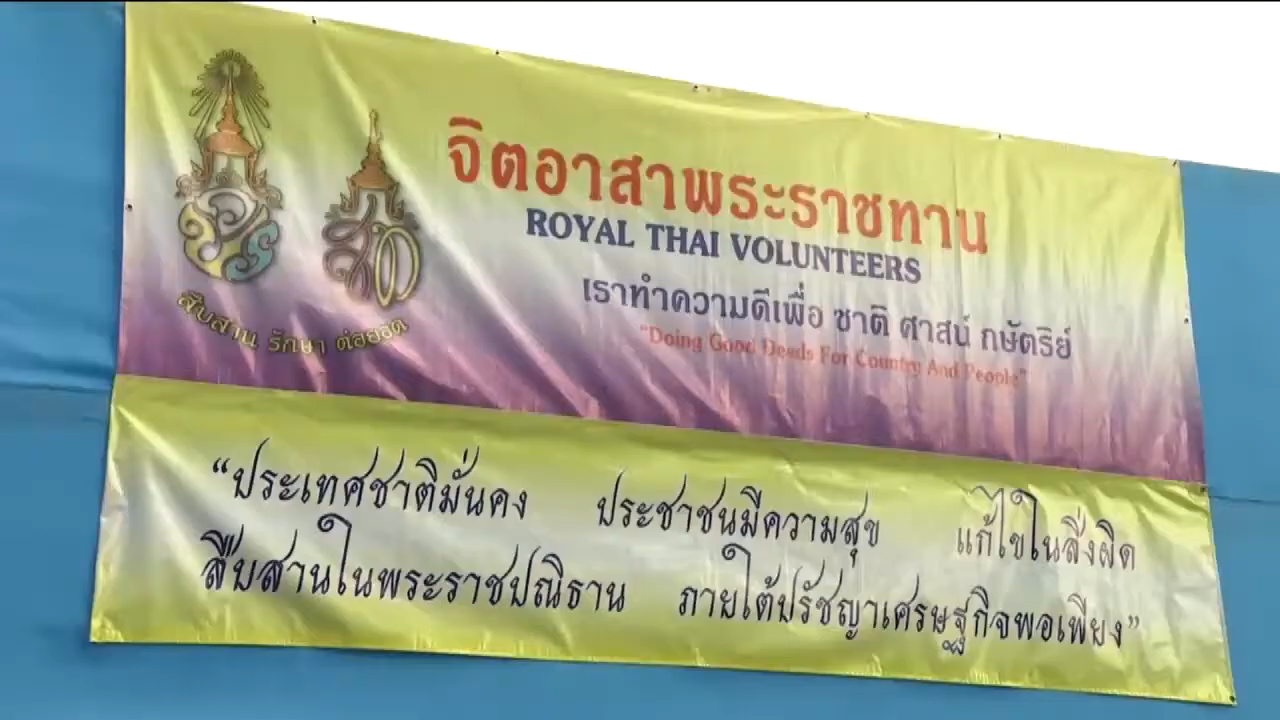 จิตอาสาพระราชทาน
ROYAL THAI VOLUNTEERS
เราทำความดีเพื่อ ชาติ ศาสน์ กษัตริย์
"Doing Good Deeds For Country And People"
สืบสาน รักษา ต่อยอด
“ประเทศชาติมั่นคง ประชาชนมีความสุข แก้ไขในสิ่งผิด
สืบสานในพระราชปณิธาน ภายใต้ปรัชญาเศรษฐกิจพอเพียง”